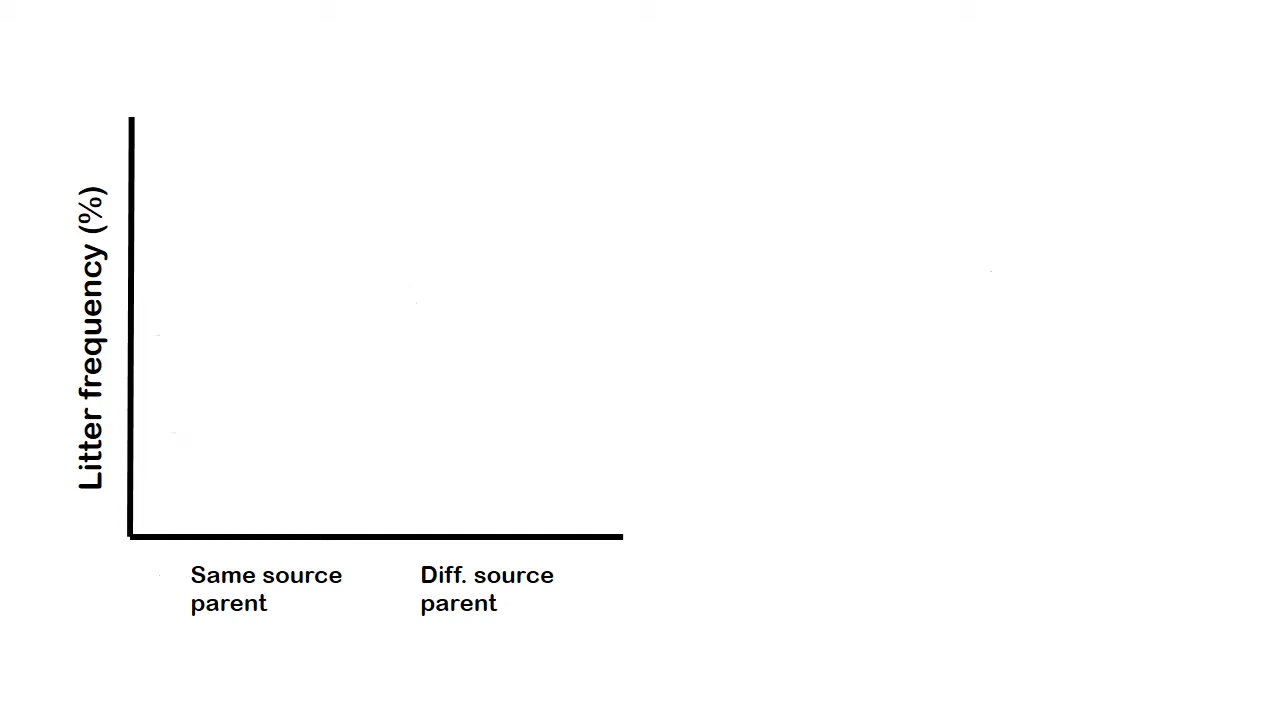 Litter frequency (%)
Same source
parent
Diff. source
parent